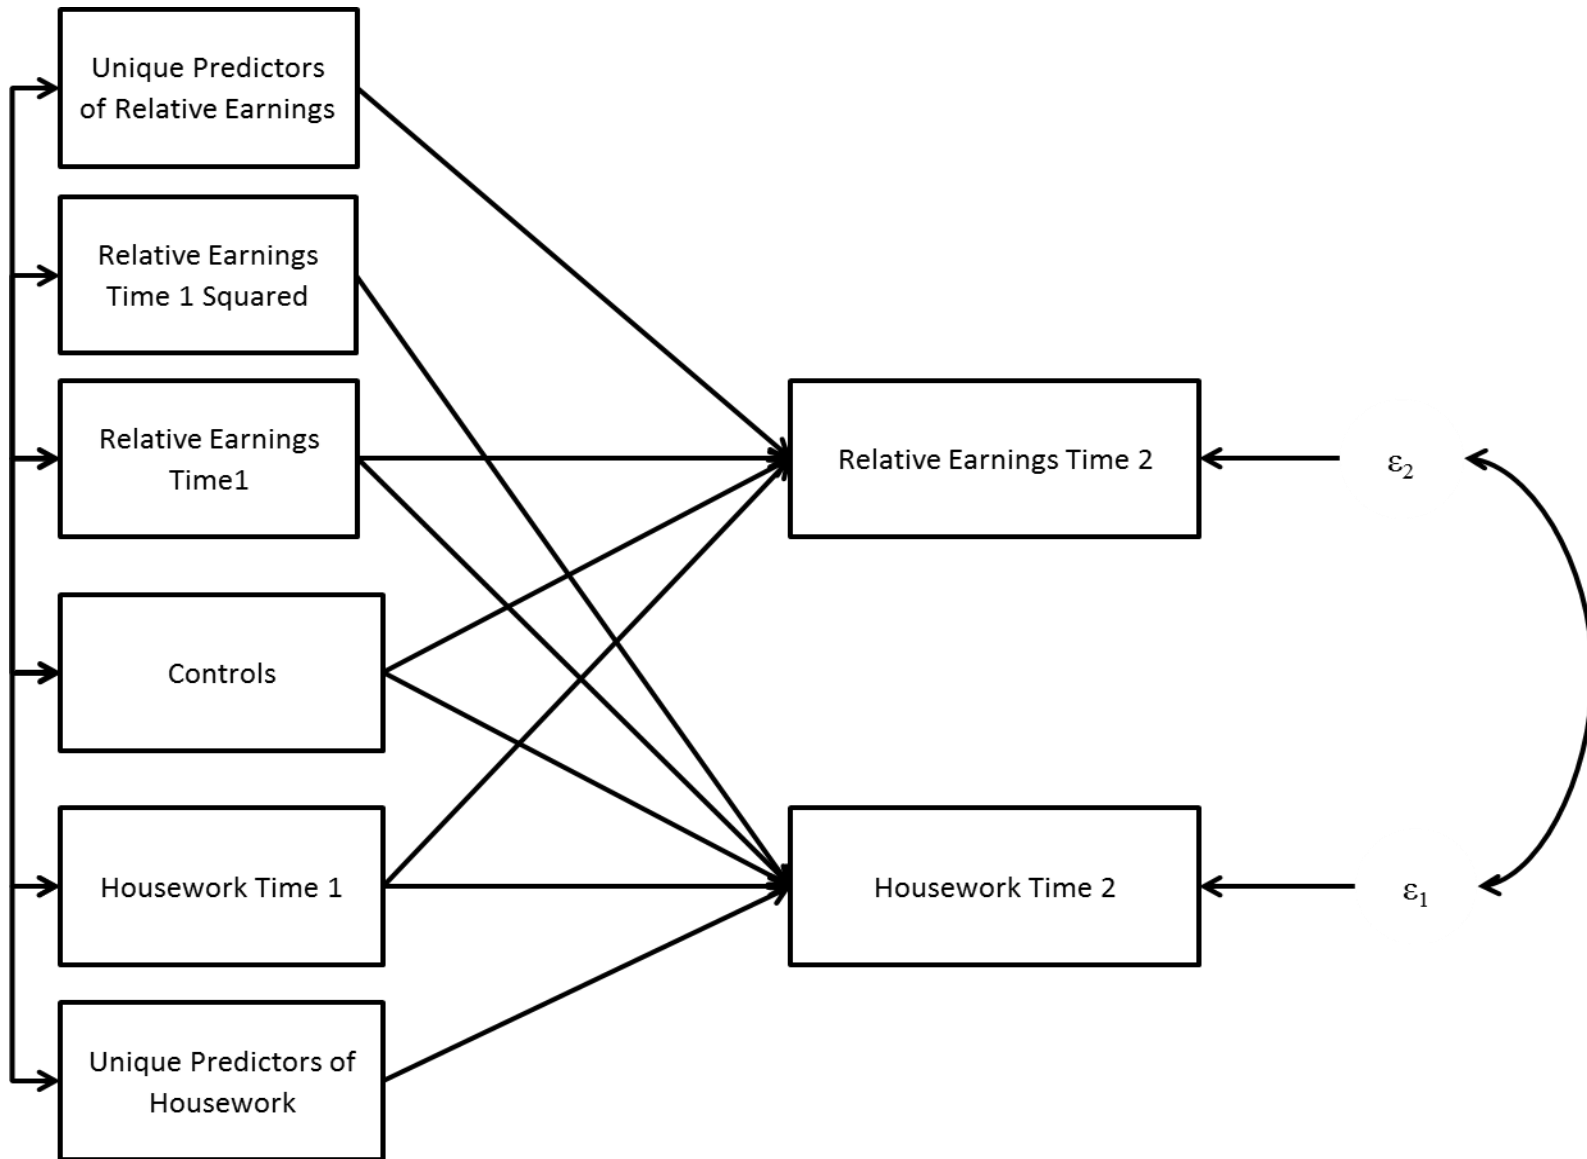 Unique Predictors
of Relative Earnings
Relative Earnings
Time 1 Squared
Relative Earnings
Time1
Relative Earnings Time 2
ε₂
Controls
Housework Time 1
Housework Time 2
ε₁
Unique Predictors of
Housework